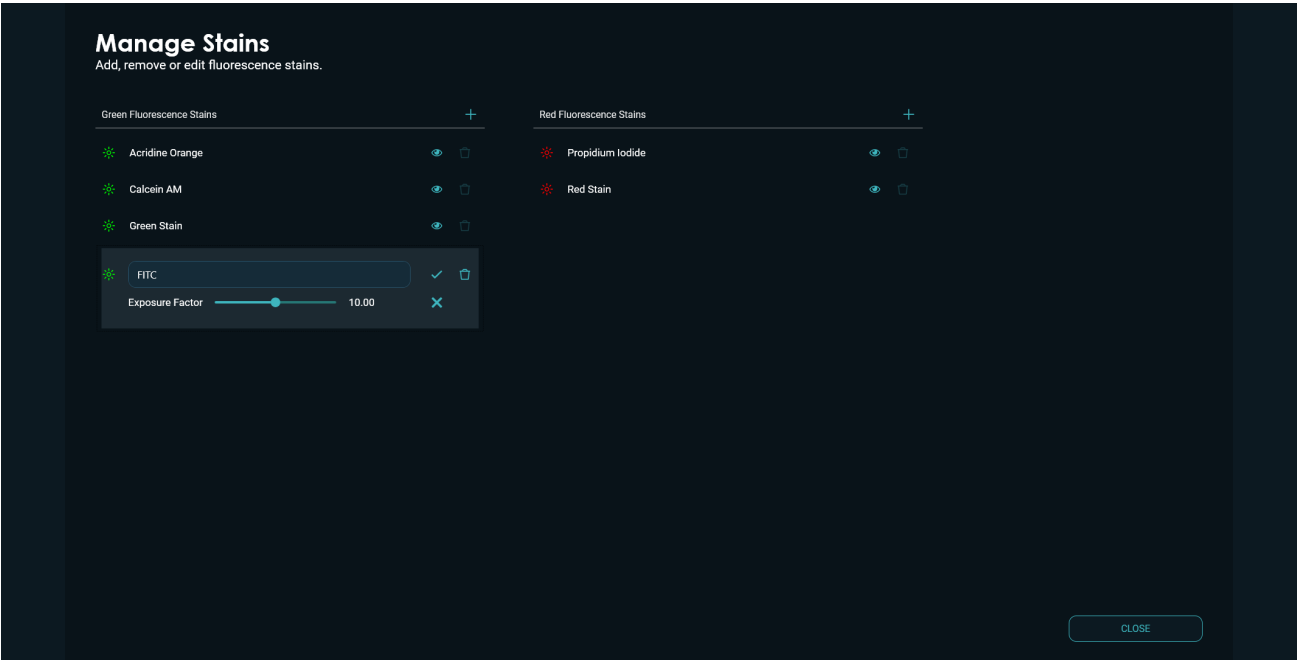 Manage Stains
Add, remove or edit fluorescence stains.
Green Fluorescence Stains
Acridine Orange
Calcein AM
Green Stain
FITC
Exposure Factor 10.00
Red Fluorescence Stains
Propidium Iodide
Red Stain
CLOSE